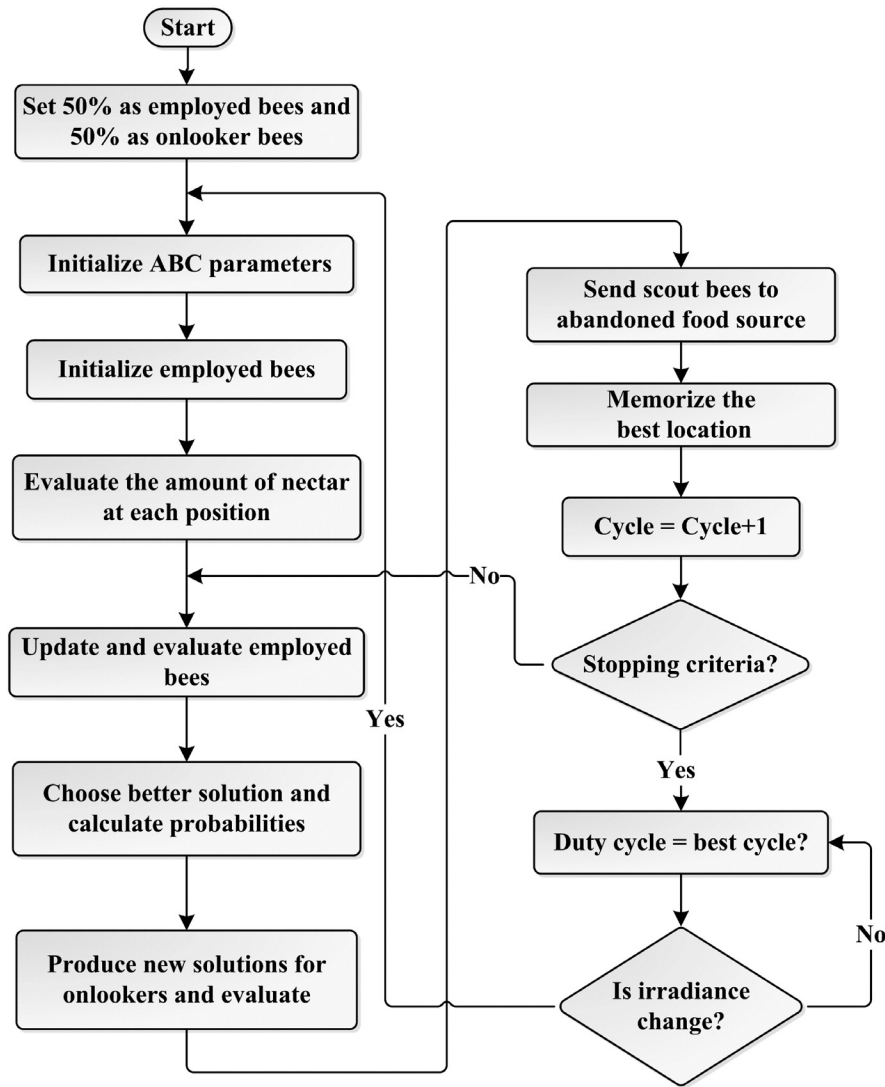 Start
Set 50% as employed bees and
50% as onlooker bees
Initialize ABC parameters
Initialize employed bees
Evaluate the amount of nectar
at each position
Update and evaluate employed
bees
Choose better solution and
calculate probabilities
Produce new solutions for
onlookers and evaluate
Send scout bees to
abandoned food source
Memorize the
best location
Cycle = Cycle+1
No
Stopping criteria?
Yes
Yes
Duty cycle = best cycle?
No
Is irradiance
change?